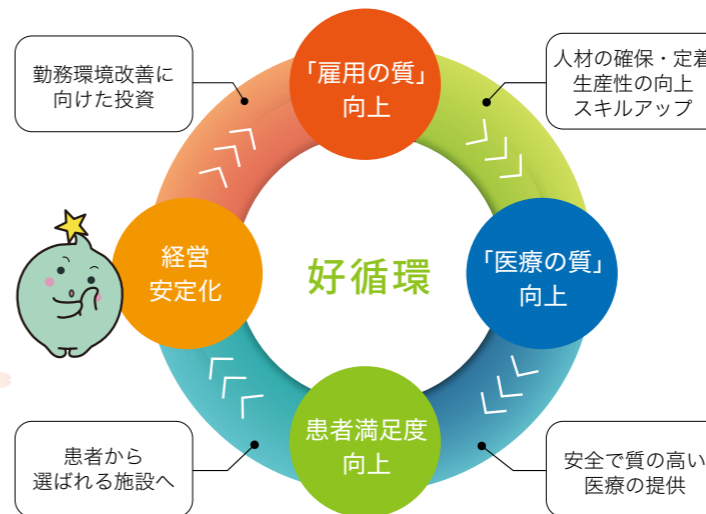 「雇用の質」
向上
人材の確保・定着
生産性の向上
スキルアップ
「医療の質」
向上
安全で質の高い
医療の提供
患者満足度
向上
患者から
選ばれる施設へ
経営
安定化
勤務環境改善に
向けた投資
好循環